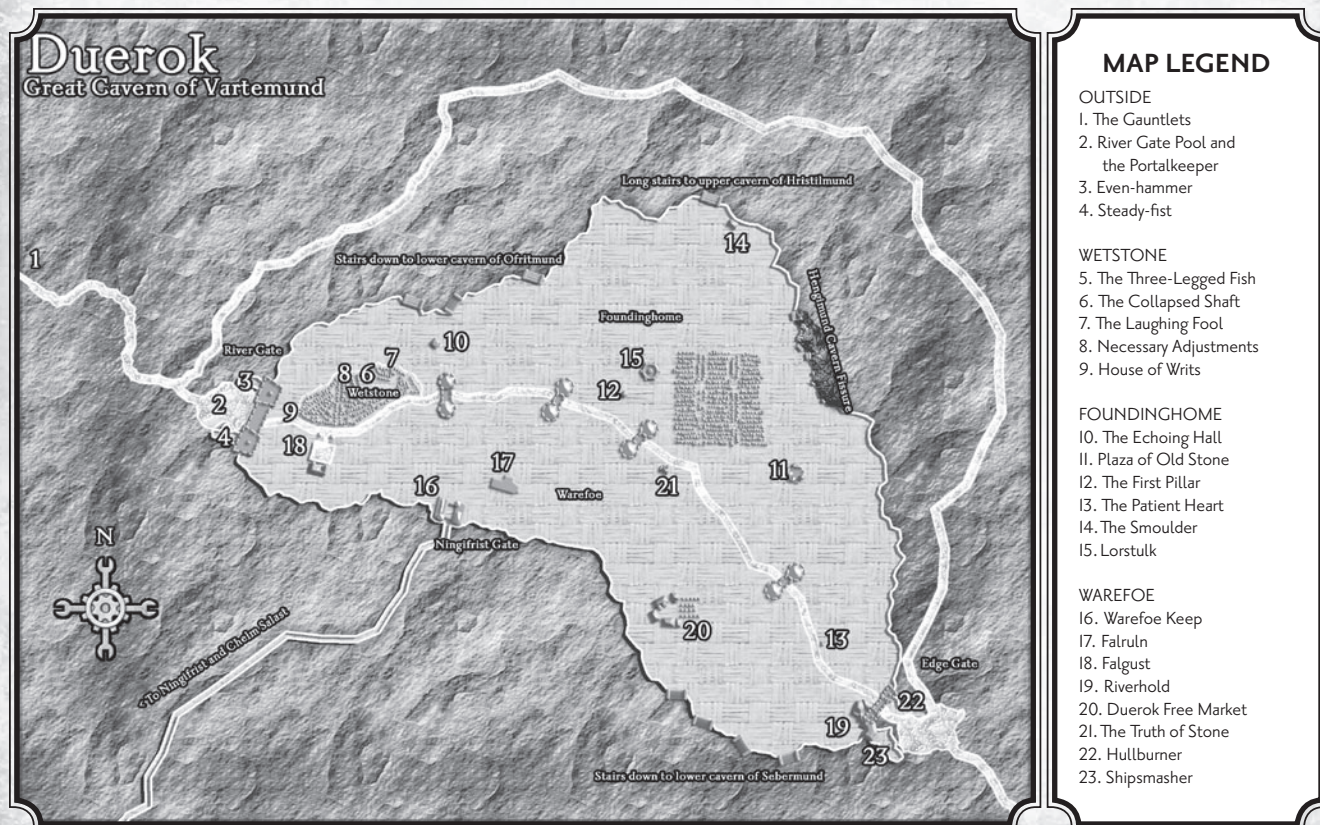 Duerok
Great Cavern of Vartemund
Long stairs to upper cavern of Hristilmund
14
1
Stairs down to lower cavern of Ofritmund
Henglmund Cavern Fissure
Foundinghome
River Gate
10
15
7
8
6
3
Wetstone
12
2
9
4
18
17
11
16
21
Warefoe
Ningifrist Gate
N
20
13
To Ningifrist and Chelm Salast
Edge Gate
22
19
23
Stairs down to lower cavern of Sebermund
MAP LEGEND
OUTSIDE
1. The Gauntlets
2. River Gate Pool and
the Portalkeeper
3. Even-hammer
4. Steady-fist
WETSTONE
5. The Three-Legged Fish
6. The Collapsed Shaft
7. The Laughing Fool
8. Necessary Adjustments
9. House of Writs
FOUNDINGHOME
10. The Echoing Hall
11. Plaza of Old Stone
12. The First Pillar
13. The Patient Heart
14. The Smoulder
15. Lorstulk
WAREFOE
16. Warefoe Keep
17. Falruln
18. Falgust
19. Riverhold
20. Duerok Free Market
21. The Truth of Stone
22. Hullburner
23. Shipsmasher